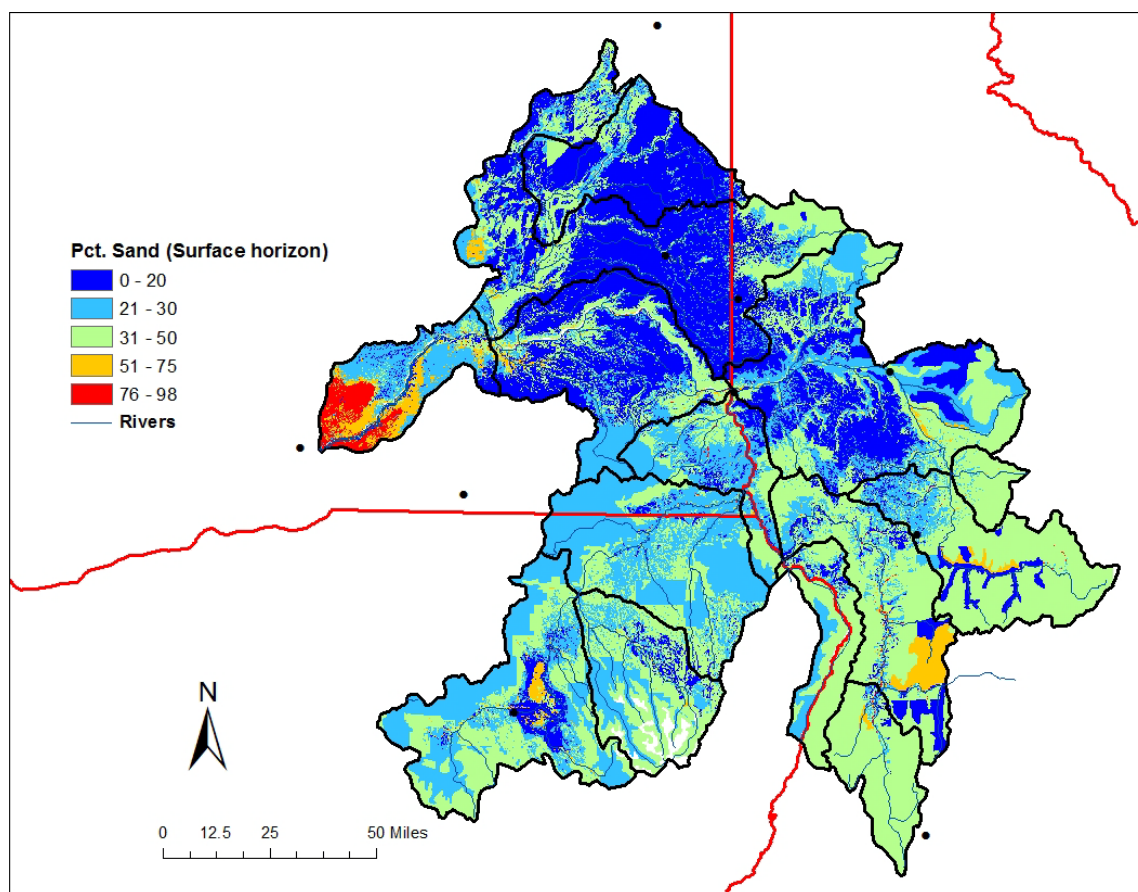 Pct. Sand (Surface horizon)
0 - 20
21 - 30
31 - 50
51 - 75
76 - 98
Rivers
N
0 12.5 25 50 Miles